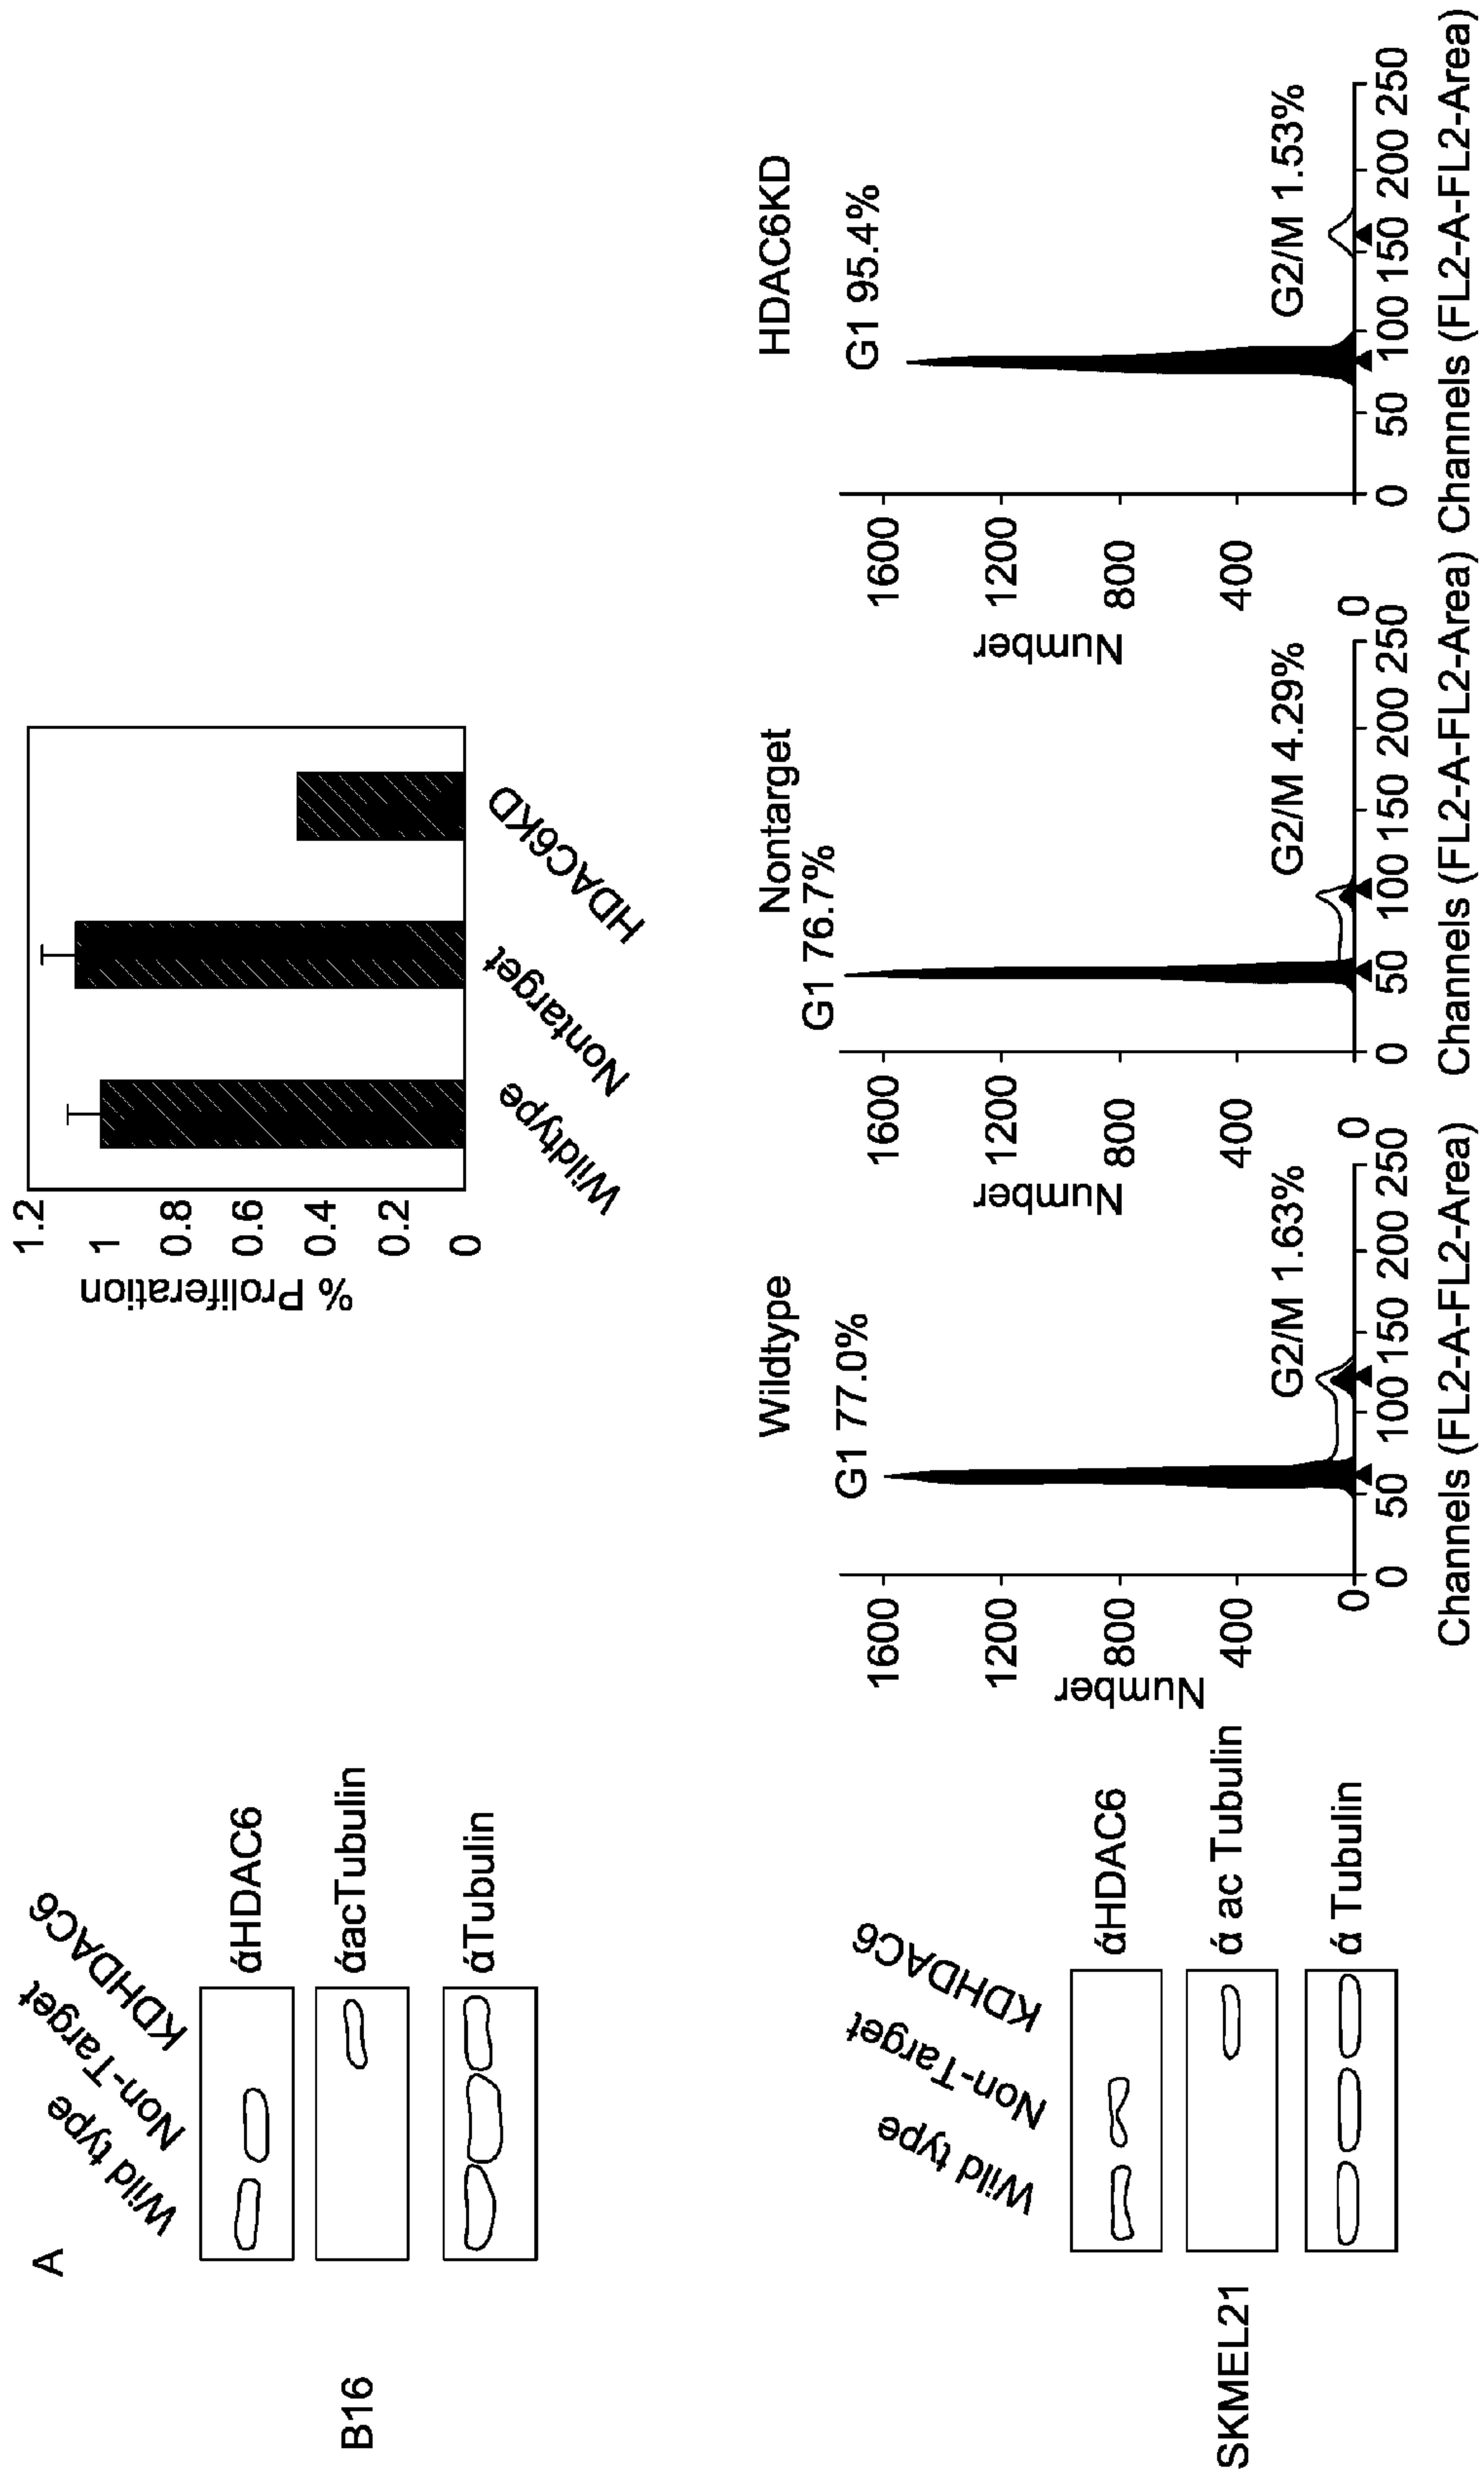 A
Wild type
Non-Target
KDHDAC6
B16
άHDAC6
άacTubulin
άTubulin
% Proliferation
1.2
1
0.8
0.6
0.4
0.2
0
Wildtype
Nontarget
HDAC6KD
SKMEL21
Wild type
Non-Target
KDHDAC6
άHDAC6
ά ac Tubulin
ά Tubulin
Wildtype
G1 77.0%
G2/M 1.63%
Number
1600
1200
800
400
0
0 50 100 150 200 250
Channels (FL2-A-FL2-Area)
Nontarget
G1 76.7%
G2/M 4.29%
Number
1600
1200
800
400
0
0 50 100 150 200 250
Channels (FL2-A-FL2-Area)
HDAC6KD
G1 95.4%
G2/M 1.53%
Number
1600
1200
800
400
0
0 50 100 150 200 250
Channels (FL2-A-FL2-Area)